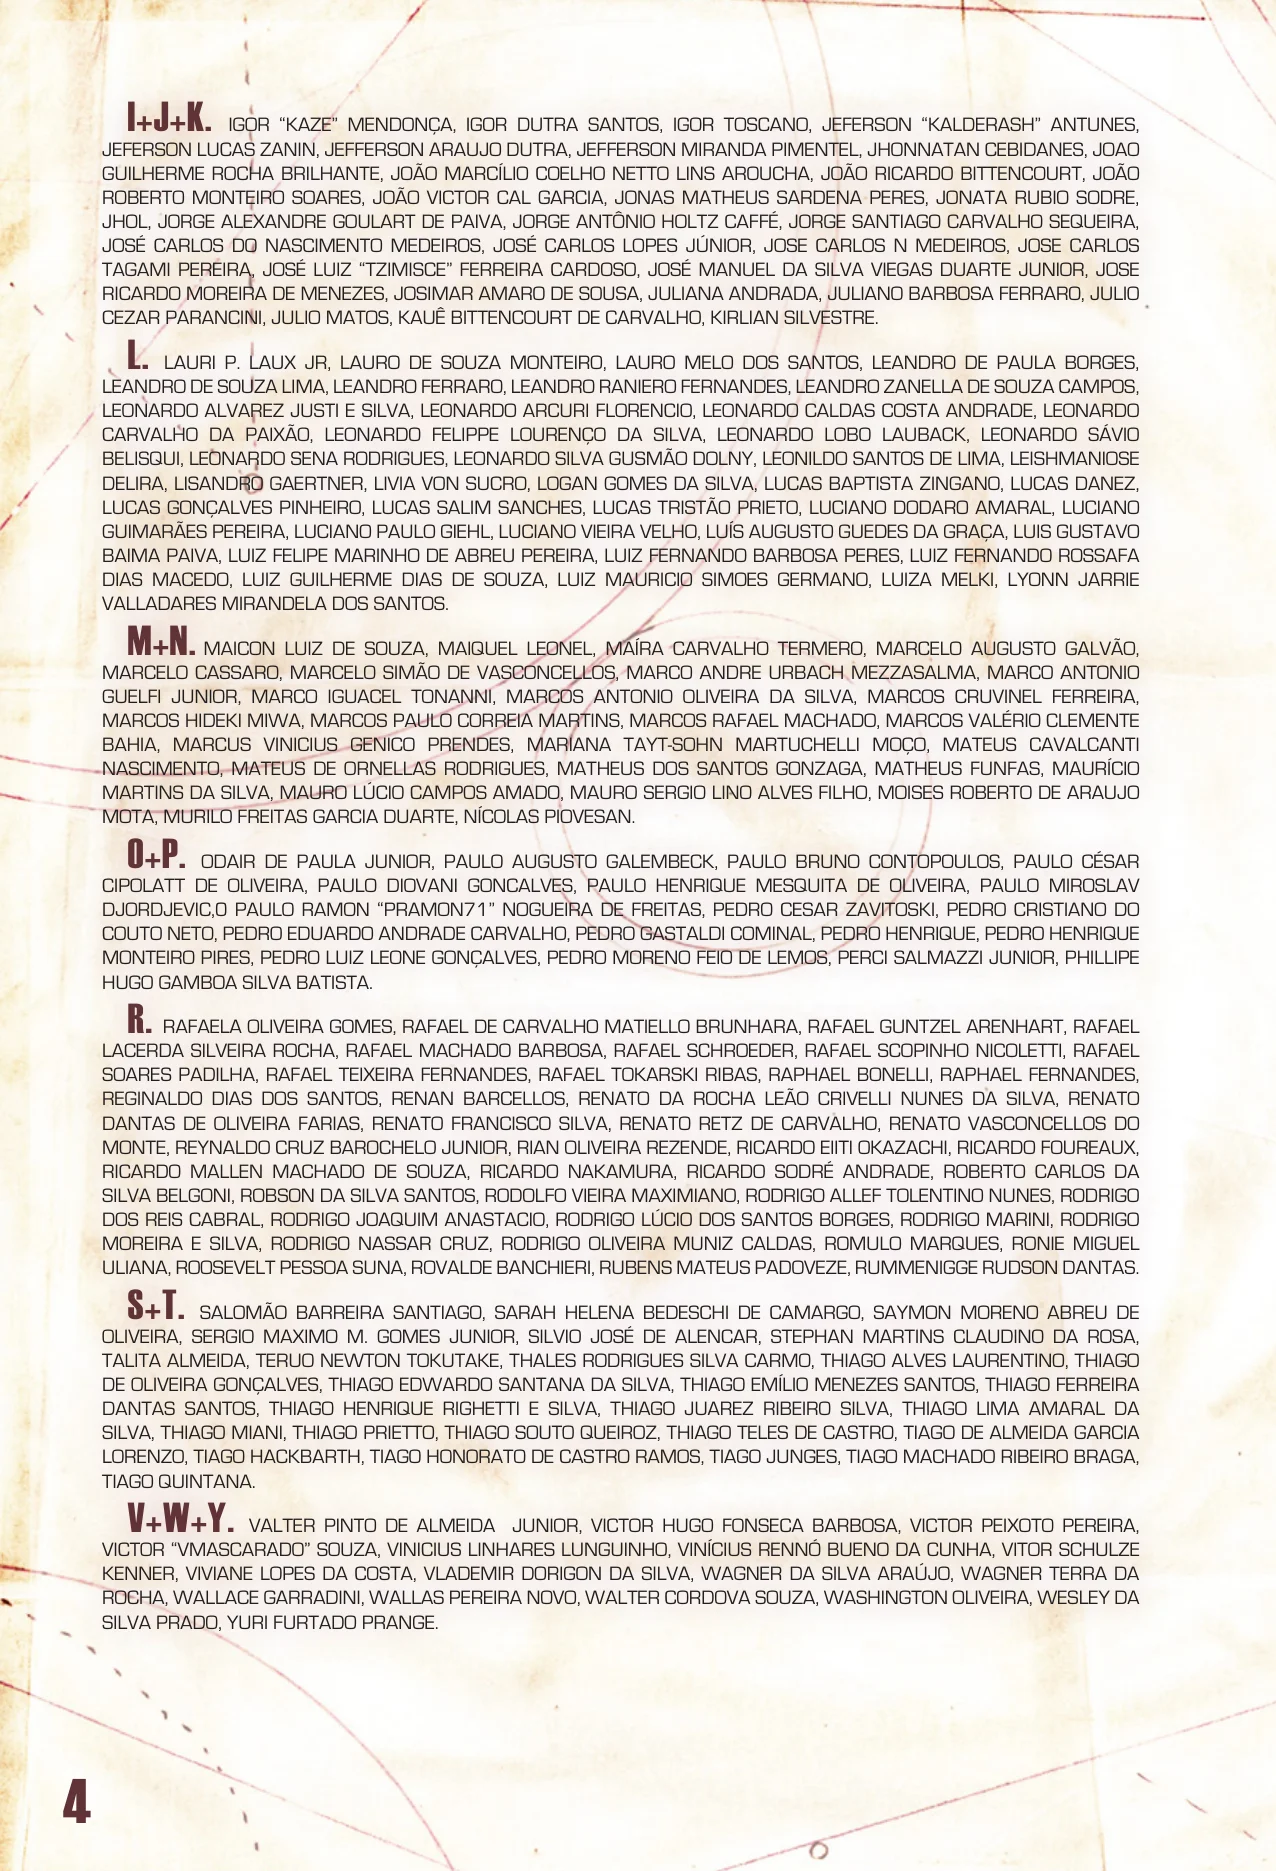 I+J+K. IGOR “KAZE” MENDONÇA, IGOR DUTRA SANTOS, IGOR TOSCANO, JEFERSON “KALDERASH” ANTUNES,
JEFERSON LUCAS ZANIN, JEFFERSON ARAUJO DUTRA, JEFFERSON MIRANDA PIMENTEL, JHONNATAN CEBIDANES, JOAO
GUILHERME ROCHA BRILHANTE, JOÃO MARCÍLIO COELHO NETTO LINS AROUCHA, JOÃO RICARDO BITTENCOURT, JOÃO
ROBERTO MONTEIRO SOARES, JOÃO VICTOR CAL GARCIA, JONAS MATHEUS SARDENA PERES, JONATA RUBIO SODRE,
JHOL, JORGE ALEXANDRE GOULART DE PAIVA, JORGE ANTÔNIO HOLTZ CAFFÉ, JORGE SANTIAGO CARVALHO SEQUEIRA,
JOSÉ CARLOS DO NASCIMENTO MEDEIROS, JOSÉ CARLOS LOPES JÚNIOR, JOSE CARLOS N MEDEIROS, JOSE CARLOS
TAGAMI PEREIRA, JOSÉ LUIZ “TZIMISCE” FERREIRA CARDOSO, JOSÉ MANUEL DA SILVA VIEGAS DUARTE JUNIOR, JOSE
RICARDO MOREIRA DE MENEZES, JOSIMAR AMARO DE SOUSA, JULIANA ANDRADA, JULIANO BARBOSA FERRARO, JULIO
CEZAR PARANCINI, JULIO MATOS, KAUÊ BITTENCOURT DE CARVALHO, KIRLIAN SILVESTRE.
L. LAURI P. LAUX JR, LAURO DE SOUZA MONTEIRO, LAURO MELO DOS SANTOS, LEANDRO DE PAULA BORGES,
LEANDRO DE SOUZA LIMA, LEANDRO FERRARO, LEANDRO RANIERO FERNANDES, LEANDRO ZANELLA DE SOUZA CAMPOS,
LEONARDO ALVAREZ JUSTI E SILVA, LEONARDO ARCURI FLORENCIO, LEONARDO CALDAS COSTA ANDRADE, LEONARDO
CARVALHO DA PAIXÃO, LEONARDO FELIPPE LOURENÇO DA SILVA, LEONARDO LOBO LAUBACK, LEONARDO SÁVIO
BELISQUI, LEONARDO SENA RODRIGUES, LEONARDO SILVA GUSMÃO DOLNY, LEONILDO SANTOS DE LIMA, LEISHMANIOSE
DELIRA, LISANDRO GAERTNER, LIVIA VON SUCRO, LOGAN GOMES DA SILVA, LUCAS BAPTISTA ZINGANO, LUCAS DANEZ,
LUCAS GONÇALVES PINHEIRO, LUCAS SALIM SANCHES, LUCAS TRISTÃO PRIETO, LUCIANO DODARO AMARAL, LUCIANO
GUIMARÃES PEREIRA, LUCIANO PAULO GIEHL, LUCIANO VIEIRA VELHO, LUÍS AUGUSTO GUEDES DA GRAÇA, LUIS GUSTAVO
BAIMA PAIVA, LUIZ FELIPE MARINHO DE ABREU PEREIRA, LUIZ FERNANDO BARBOSA PERES, LUIZ FERNANDO ROSSAFA
DIAS MACEDO, LUIZ GUILHERME DIAS DE SOUZA, LUIZ MAURICIO SIMOES GERMANO, LUIZA MELKI, LYONN JARRIE
VALLADARES MIRANDELA DOS SANTOS.
M+N. MAICON LUIZ DE SOUZA, MAIQUEL LEONEL, MAÍRA CARVALHO TERMERO, MARCELO AUGUSTO GALVÃO,
MARCELO CASSARO, MARCELO SIMÃO DE VASCONCELLOS, MARCO ANDRE URBACH MEZZASALMA, MARCO ANTONIO
GUELFI JUNIOR, MARCO IGUACEL TONANNI, MARCOS ANTONIO OLIVEIRA DA SILVA, MARCOS CRUVINEL FERREIRA,
MARCOS HIDEKI MIWA, MARCOS PAULO CORREIA MARTINS, MARCOS RAFAEL MACHADO, MARCOS VALÉRIO CLEMENTE
BAHIA, MARCUS VINICIUS GENICO PRENDES, MARIANA TAYT-SOHN MARTUCHELLI MOÇO, MATEUS CAVALCANTI
NASCIMENTO, MATEUS DE ORNELLAS RODRIGUES, MATHEUS DOS SANTOS GONZAGA, MATHEUS FUNFAS, MAURÍCIO
MARTINS DA SILVA, MAURO LÚCIO CAMPOS AMADO, MAURO SERGIO LINO ALVES FILHO, MOISES ROBERTO DE ARAUJO
MOTA, MURILO FREITAS GARCIA DUARTE, NÍCOLAS PIOVESAN.
O+P. ODAIR DE PAULA JUNIOR, PAULO AUGUSTO GALEMBECK, PAULO BRUNO CONTOPOULOS, PAULO CÉSAR
CIPOLATT DE OLIVEIRA, PAULO DIOVANI GONCALVES, PAULO HENRIQUE MESQUITA DE OLIVEIRA, PAULO MIROSLAV
DJORDJEVIC,O PAULO RAMON “PRAMON71” NOGUEIRA DE FREITAS, PEDRO CESAR ZAVITOSKI, PEDRO CRISTIANO DO
COUTO NETO, PEDRO EDUARDO ANDRADE CARVALHO, PEDRO GASTALDI COMINAL, PEDRO HENRIQUE, PEDRO HENRIQUE
MONTEIRO PIRES, PEDRO LUIZ LEONE GONÇALVES, PEDRO MORENO FEIO DE LEMOS, PERCI SALMAZZI JUNIOR, PHILLIPE
HUGO GAMBOA SILVA BATISTA.
R. RAFAELA OLIVEIRA GOMES, RAFAEL DE CARVALHO MATIELLO BRUNHARA, RAFAEL GUNTZEL ARENHART, RAFAEL
LACERDA SILVEIRA ROCHA, RAFAEL MACHADO BARBOSA, RAFAEL SCHROEDER, RAFAEL SCOPINHO NICOLETTI, RAFAEL
SOARES PADILHA, RAFAEL TEIXEIRA FERNANDES, RAFAEL TOKARSKI RIBAS, RAPHAEL BONELLI, RAPHAEL FERNANDES,
REGINALDO DIAS DOS SANTOS, RENAN BARCELLOS, RENATO DA ROCHA LEÃO CRIVELLI NUNES DA SILVA, RENATO
DANTAS DE OLIVEIRA FARIAS, RENATO FRANCISCO SILVA, RENATO RETZ DE CARVALHO, RENATO VASCONCELLOS DO
MONTE, REYNALDO CRUZ BAROCHELO JUNIOR, RIAN OLIVEIRA REZENDE, RICARDO EIITI OKAZACHI, RICARDO FOUREAUX,
RICARDO MALLEN MACHADO DE SOUZA, RICARDO NAKAMURA, RICARDO SODRÉ ANDRADE, ROBERTO CARLOS DA
SILVA BELGONI, ROBSON DA SILVA SANTOS, RODOLFO VIEIRA MAXIMIANO, RODRIGO ALLEF TOLENTINO NUNES, RODRIGO
DOS REIS CABRAL, RODRIGO JOAQUIM ANASTACIO, RODRIGO LÚCIO DOS SANTOS BORGES, RODRIGO MARINI, RODRIGO
MOREIRA E SILVA, RODRIGO NASSAR CRUZ, RODRIGO OLIVEIRA MUNIZ CALDAS, ROMULO MARQUES, RONIE MIGUEL
ULIANA, ROOSEVELT PESSOA SUNA, ROVALDE BANCHIERI, RUBENS MATEUS PADOVEZE, RUMMENIGGE RUDSON DANTAS.
S+T. SALOMÃO BARREIRA SANTIAGO, SARAH HELENA BEDESCHI DE CAMARGO, SAYMON MORENO ABREU DE
OLIVEIRA, SERGIO MAXIMO M. GOMES JUNIOR, SILVIO JOSÉ DE ALENCAR, STEPHAN MARTINS CLAUDINO DA ROSA,
TALITA ALMEIDA, TERUO NEWTON TOKUTAKE, THALES RODRIGUES SILVA CARMO, THIAGO ALVES LAURENTINO, THIAGO
DE OLIVEIRA GONÇALVES, THIAGO EDWARDO SANTANA DA SILVA, THIAGO EMÍLIO MENEZES SANTOS, THIAGO FERREIRA
DANTAS SANTOS, THIAGO HENRIQUE RIGHETTI E SILVA, THIAGO JUAREZ RIBEIRO SILVA, THIAGO LIMA AMARAL DA
SILVA, THIAGO MIANI, THIAGO PRIETTO, THIAGO SOUTO QUEIROZ, THIAGO TELES DE CASTRO, TIAGO DE ALMEIDA GARCIA
LORENZO, TIAGO HACKBARTH, TIAGO HONORATO DE CASTRO RAMOS, TIAGO JUNGES, TIAGO MACHADO RIBEIRO BRAGA,
TIAGO QUINTANA.
V+W+Y. VALTER PINTO DE ALMEIDA JUNIOR, VICTOR HUGO FONSECA BARBOSA, VICTOR PEIXOTO PEREIRA,
VICTOR “VMASCARADO” SOUZA, VINICIUS LINHARES LUNGUINHO, VINÍCIUS RENNÓ BUENO DA CUNHA, VITOR SCHULZE
KENNER, VIVIANE LOPES DA COSTA, VLADEMIR DORIGON DA SILVA, WAGNER DA SILVA ARAÚJO, WAGNER TERRA DA
ROCHA, WALLACE GARRADINI, WALLAS PEREIRA NOVO, WALTER CORDOVA SOUZA, WASHINGTON OLIVEIRA, WESLEY DA
SILVA PRADO, YURI FURTADO PRANGE.
4